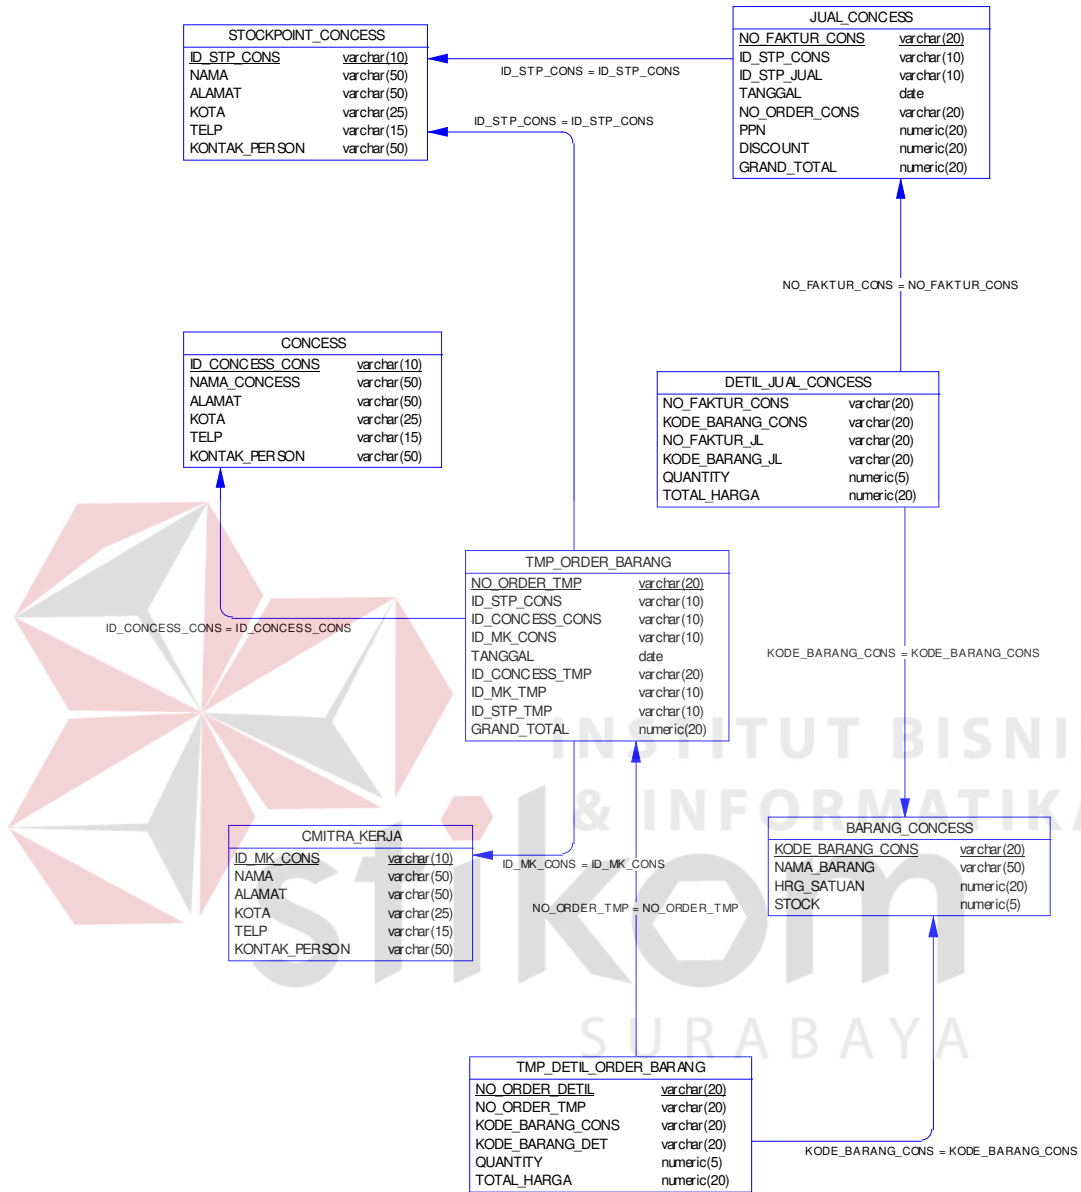 JUAL_CONCESS
NO_FAKTUR_CONS varchar(20)
ID_STP_CONS varchar(10)
ID_STP_JUAL varchar(10)
TANGGAL date
NO_ORDER_CONS varchar(20)
PPN numeric(20)
DISCOUNT numeric(20)
GRAND_TOTAL numeric(20)
STOCKPOINT_CONCESS
ID_STP_CONS varchar(10)
NAMA varchar(50)
ALAMAT varchar(50)
KOTA varchar(25)
TELP varchar(15)
KONTAK_PERSON varchar(50)
ID_STP_CONS = ID_STP_CONS
ID_STP_CONS = ID_STP_CONS
NO_FAKTUR_CONS = NO_FAKTUR_CONS
CONCESS
ID_CONCESS_CONS varchar(10)
NAMA_CONCESS varchar(50)
ALAMAT varchar(50)
KOTA varchar(25)
TELP varchar(15)
KONTAK_PERSON varchar(50)
DETIL_JUAL_CONCESS
NO_FAKTUR_CONS varchar(20)
KODE_BARANG_CONS varchar(20)
NO_FAKTUR_JL varchar(20)
KODE_BARANG_JL varchar(20)
QUANTITY numeric(5)
TOTAL_HARGA numeric(20)
TMP_ORDER_BARANG
NO_ORDER_TMP varchar(20)
ID_STP_CONS varchar(10)
ID_CONCESS_CONS varchar(10)
ID_MK_CONS varchar(10)
TANGGAL date
ID_CONCESS_TMP varchar(20)
ID_MK_TMP varchar(10)
ID_STP_TMP varchar(10)
GRAND_TOTAL numeric(20)
ID_CONCESS_CONS = ID_CONCESS_CONS
KODE_BARANG_CONS = KODE_BARANG_CONS
INSTITUT BISNI
& INFORMATIKA
stikom
SURABAYA
CMITRA_KERJA
ID_MK_CONS varchar(10)
NAMA varchar(50)
ALAMAT varchar(50)
KOTA varchar(25)
TELP varchar(15)
KONTAK_PERSON varchar(50)
ID_MK_CONS = ID_MK_CONS
NO_ORDER_TMP = NO_ORDER_TMP
BARANG_CONCESS
KODE_BARANG_CONS varchar(20)
NAMA_BARANG varchar(50)
HRG_SATUAN numeric(20)
STOCK numeric(5)
TMP_DETIL_ORDER_BARANG
NO_ORDER_DETIL varchar(20)
NO_ORDER_TMP varchar(20)
KODE_BARANG_CONS varchar(20)
KODE_BARANG_DET varchar(20)
QUANTITY numeric(5)
TOTAL_HARGA numeric(20)
KODE_BARANG_CONS = KODE_BARANG_CONS